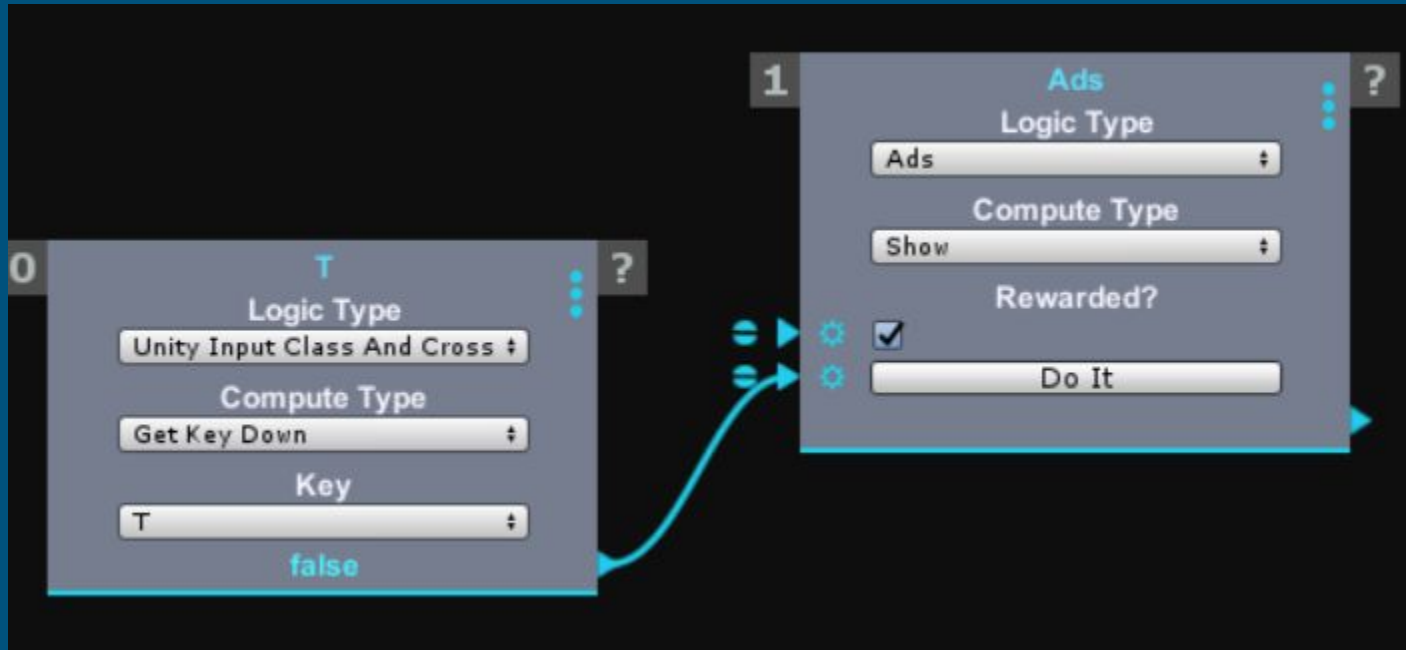 0
T
?
Logic Type
Unity Input Class And Cross
Compute Type
Get Key Down
Key
T
false
1
Ads
?
Logic Type
Ads
Compute Type
Show
Rewarded?
Do It